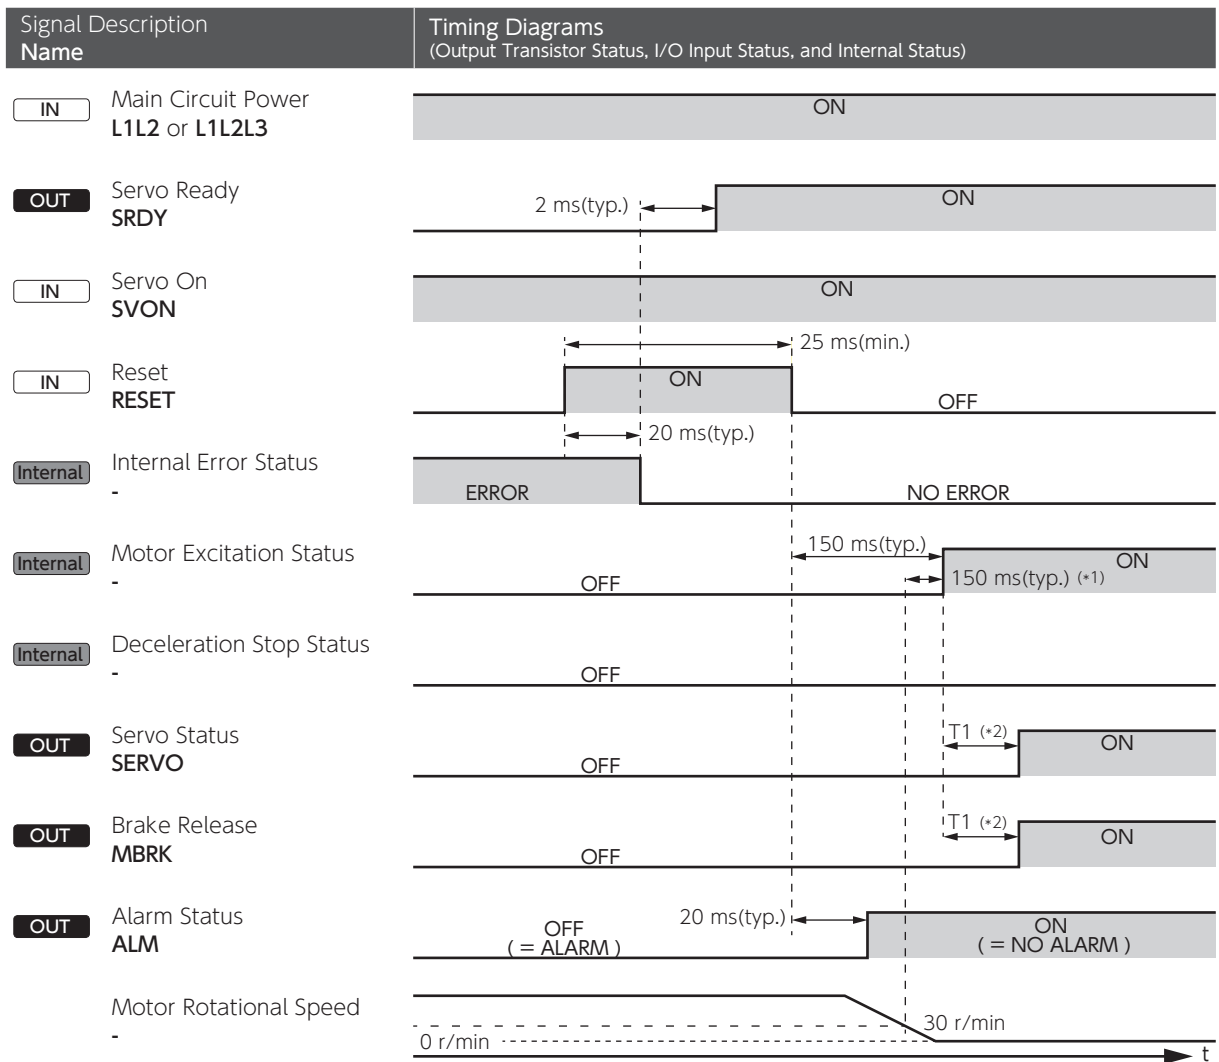 Signal Description
Name
Timing Diagrams
(Output Transistor Status, I/O Input Status, and Internal Status)
IN
Main Circuit Power
L1L2 or L1L2L3
ON
OUT
Servo Ready
SRDY
2 ms(typ.)
ON
IN
Servo On
SVON
ON
25 ms(min.)
IN
Reset
RESET
ON
OFF
20 ms(typ.)
Internal
Internal Error Status
-
ERROR
NO ERROR
Internal
Motor Excitation Status
-
OFF
150 ms(typ.)
ON
150 ms(typ.) (*1)
Internal
Deceleration Stop Status
-
OFF
OUT
Servo Status
SERVO
OFF
T1 (*2)
ON
OUT
Brake Release
MBRK
OFF
T1 (*2)
ON
OUT
Alarm Status
ALM
OFF
( = ALARM )
20 ms(typ.)
ON
( = NO ALARM )
Motor Rotational Speed
-
30 r/min
0 r/min
t